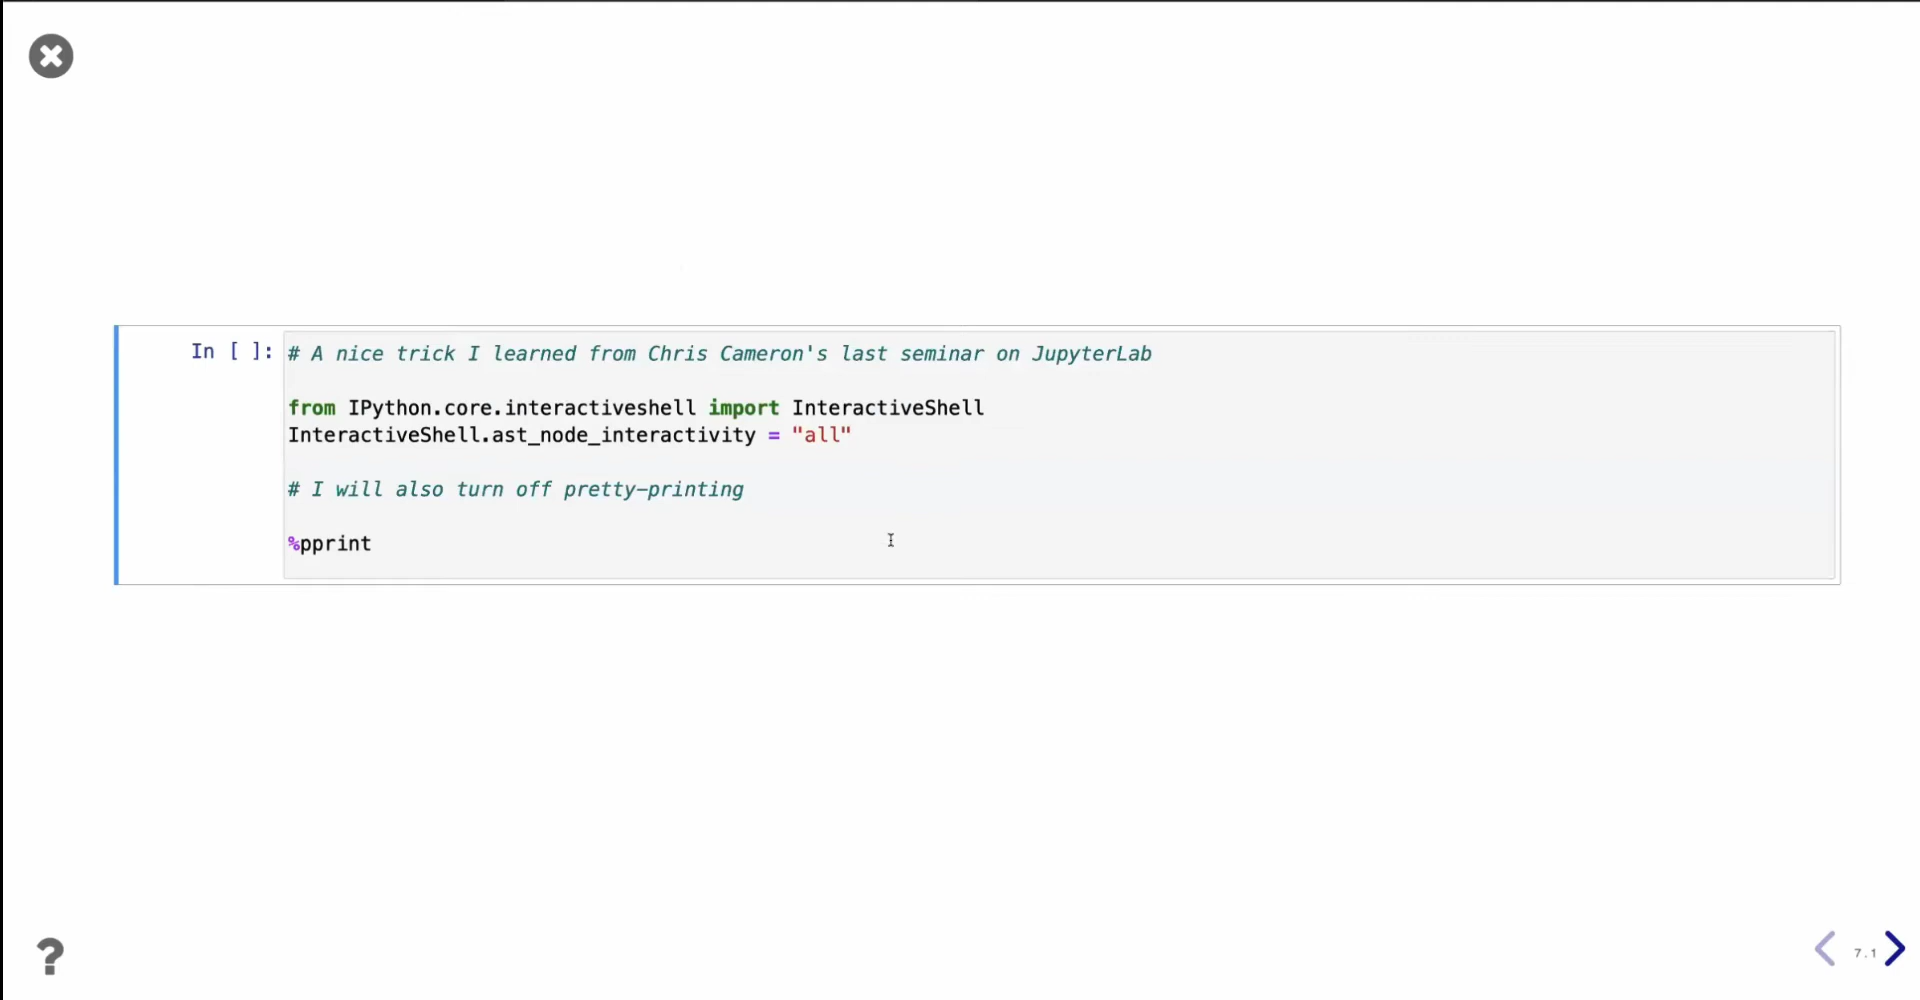 In [ ]: # A nice trick I learned from Chris Cameron's last seminar on JupyterLab
from IPython.core.interactiveshell import InteractiveShell
InteractiveShell.ast_node_interactivity = "all"
# I will also turn off pretty-printing
%pprint
?
7.1